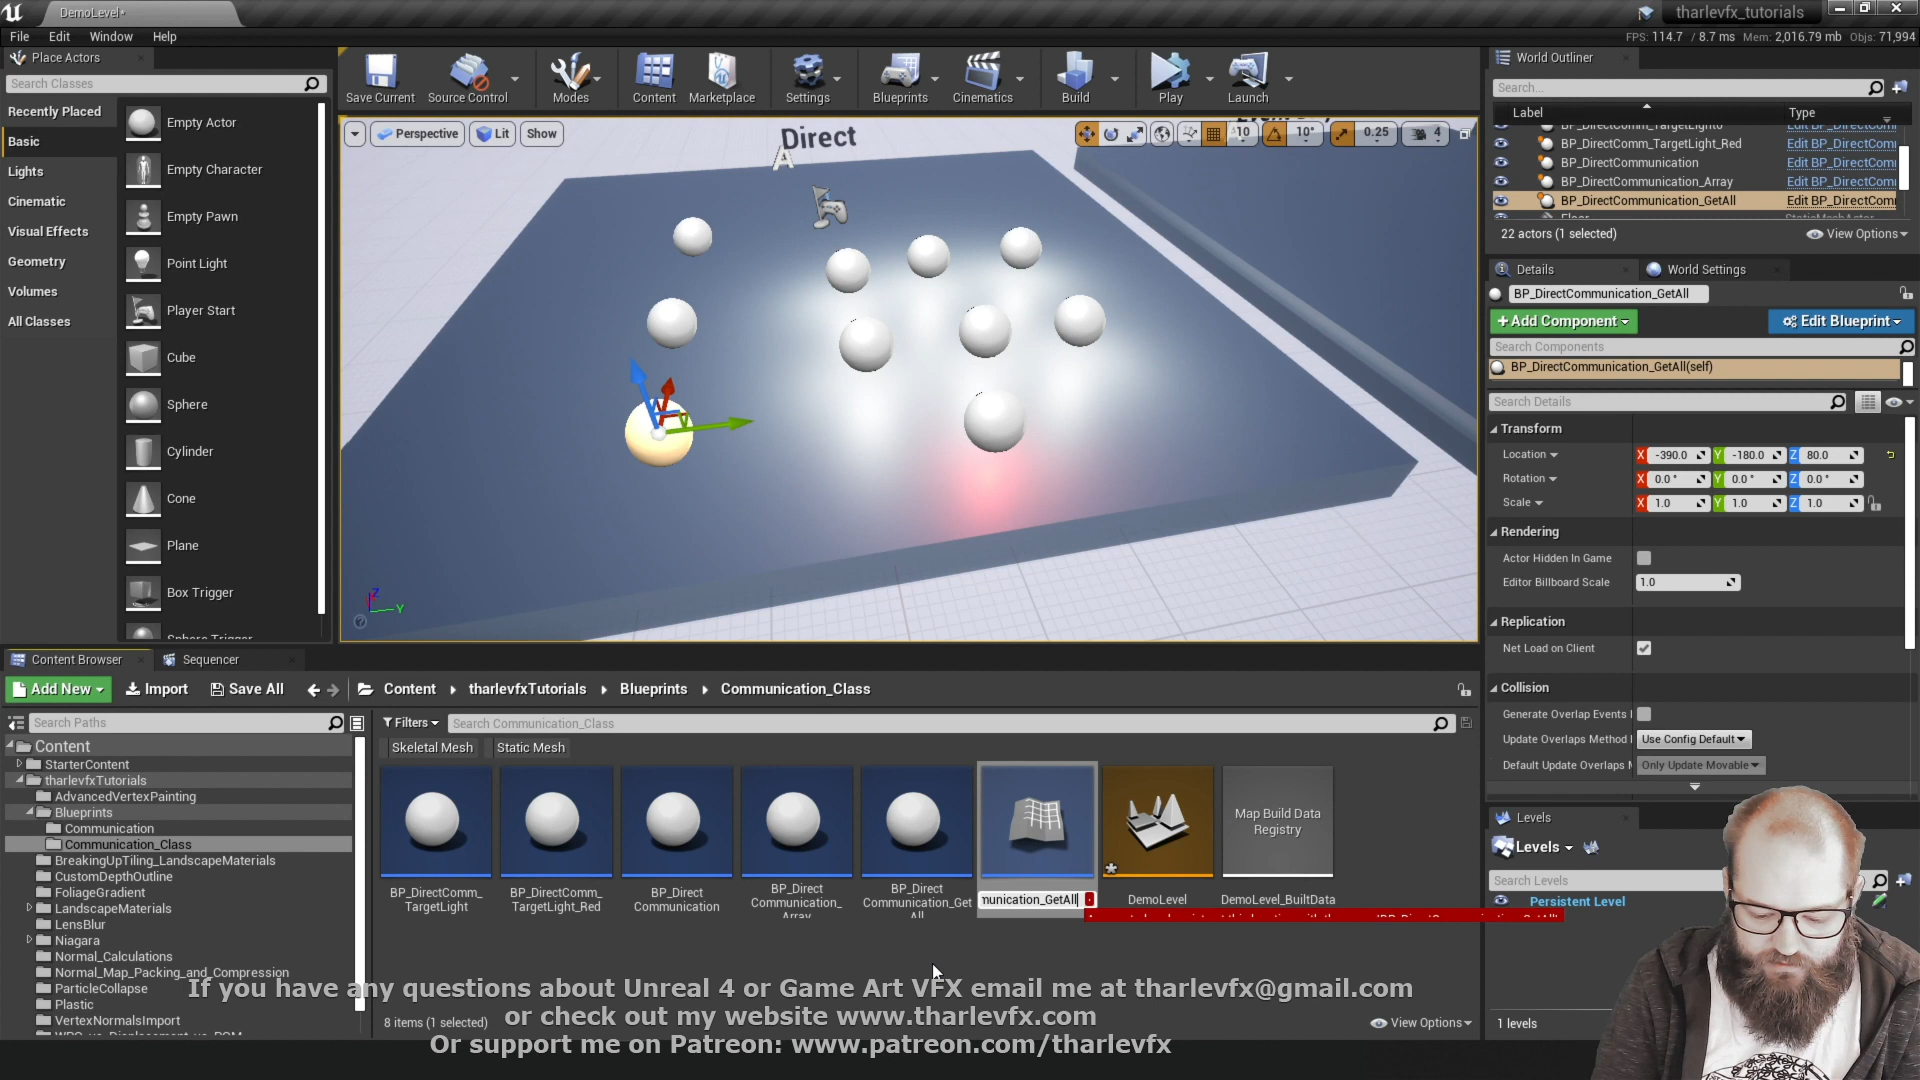 DemoLevel•
tharlevfx_tutorials
File Edit Window Help
FPS: 114.7 / 8.7 ms Mem: 2,016.79 mb Objs: 71,994
Place Actors
Search Classes
Recently Placed
Basic
Lights
Cinematic
Visual Effects
Geometry
Volumes
All Classes
Empty Actor
Empty Character
Empty Pawn
Point Light
Player Start
Cube
Sphere
Cylinder
Cone
Plane
Box Trigger
Sphere Trigger
Save Current
Source Control
Modes
Content
Marketplace
Settings
Blueprints
Cinematics
Build
Play
Launch
Perspective Lit Show
10 10° 0.25 4
Direct
World Outliner
Search...
Label Type
BP_DirectComm_TargetLight6 Edit BP_DirectCom
BP_DirectComm_TargetLight_Red Edit BP_DirectCom
BP_DirectCommunication Edit BP_DirectCom
BP_DirectCommunication_Array Edit BP_DirectCom
BP_DirectCommunication_GetAll Edit BP_DirectCom
Floor StaticMeshActor
22 actors (1 selected) View Options
Details World Settings
BP_DirectCommunication_GetAll
+Add Component Edit Blueprint
Search Components
BP_DirectCommunication_GetAll(self)
Search Details
Transform
Location X -390.0 Y -180.0 Z 80.0
Rotation X 0.0° Y 0.0° Z 0.0°
Scale X 1.0 Y 1.0 Z 1.0
Rendering
Actor Hidden In Game
Editor Billboard Scale 1.0
Replication
Net Load on Client
Collision
Generate Overlap Events
Update Overlaps Method Use Config Default
Default Update Overlaps M Only Update Movable
Levels
Levels
Search Levels
Persistent Level
1 levels
Content Browser Sequencer
Add New Import Save All Content tharlevfxTutorials Blueprints Communication_Class
Search Paths
Filters Search Communication_Class
Skeletal Mesh Static Mesh
Content
StarterContent
tharlevfxTutorials
AdvancedVertexPainting
Blueprints
Communication
Communication_Class
BreakingUpTiling_LandscapeMaterials
CustomDepthOutline
FoliageGradient
LandscapeMaterials
LensBlur
Niagara
Normal_Calculations
Normal_Map_Packing_and_Compression
ParticleCollapse
Plastic
VertexNormalsImport
BP_DirectComm_
TargetLight
BP_DirectComm_
TargetLight_Red
BP_Direct
Communication
BP_Direct
Communication_
Array
BP_Direct
Communication_Get
All
munication_GetAll
DemoLevel
Map Build Data
Registry
DemoLevel_BuiltData
8 items (1 selected)
View Options
If you have any questions about Unreal 4 or Game Art VFX email me at tharlevfx@gmail.com
or check out my website www.tharlevfx.com
Or support me on Patreon: www.patreon.com/tharlevfx